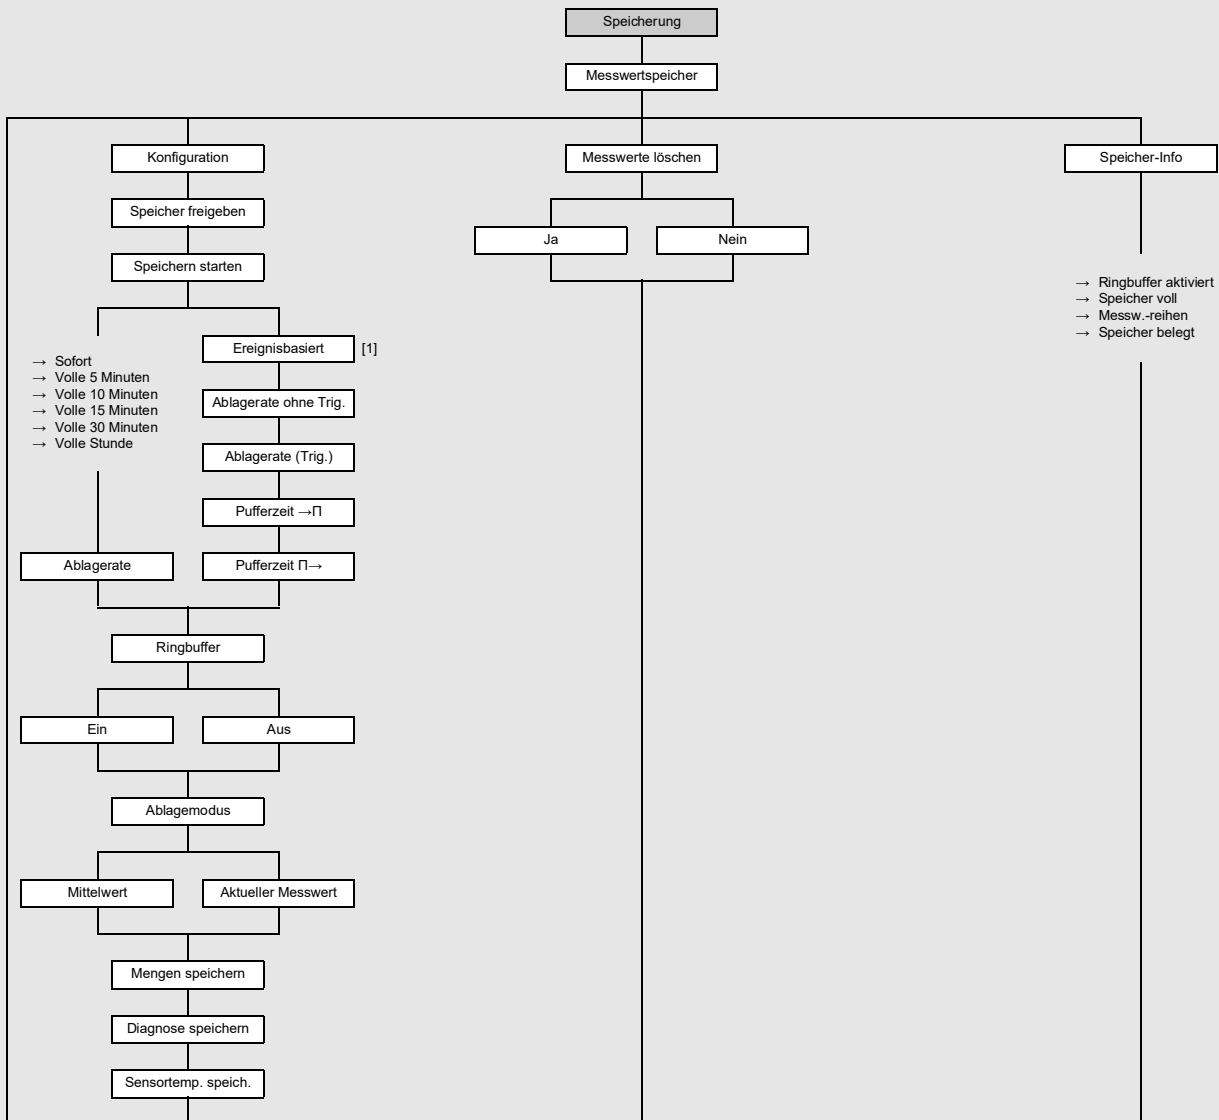 Speicherung
Messwertspeicher
Konfiguration
Messwerte löschen
Speicher-Info
Speicher freigeben
Ja
Nein
Speichern starten
→ Ringbuffer aktiviert
→ Speicher voll
→ Messw.-reihen
→ Speicher belegt
Ereignisbasiert [1]
→ Sofort
→ Volle 5 Minuten
→ Volle 10 Minuten
→ Volle 15 Minuten
→ Volle 30 Minuten
→ Volle Stunde
Ablagerate ohne Trig.
Ablagerate (Trig.)
Pufferzeit →Π
Ablagerate
Pufferzeit Π→
Ringbuffer
Ein
Aus
Ablagemodus
Mittelwert
Aktueller Messwert
Mengen speichern
Diagnose speichern
Sensortemp. speich.